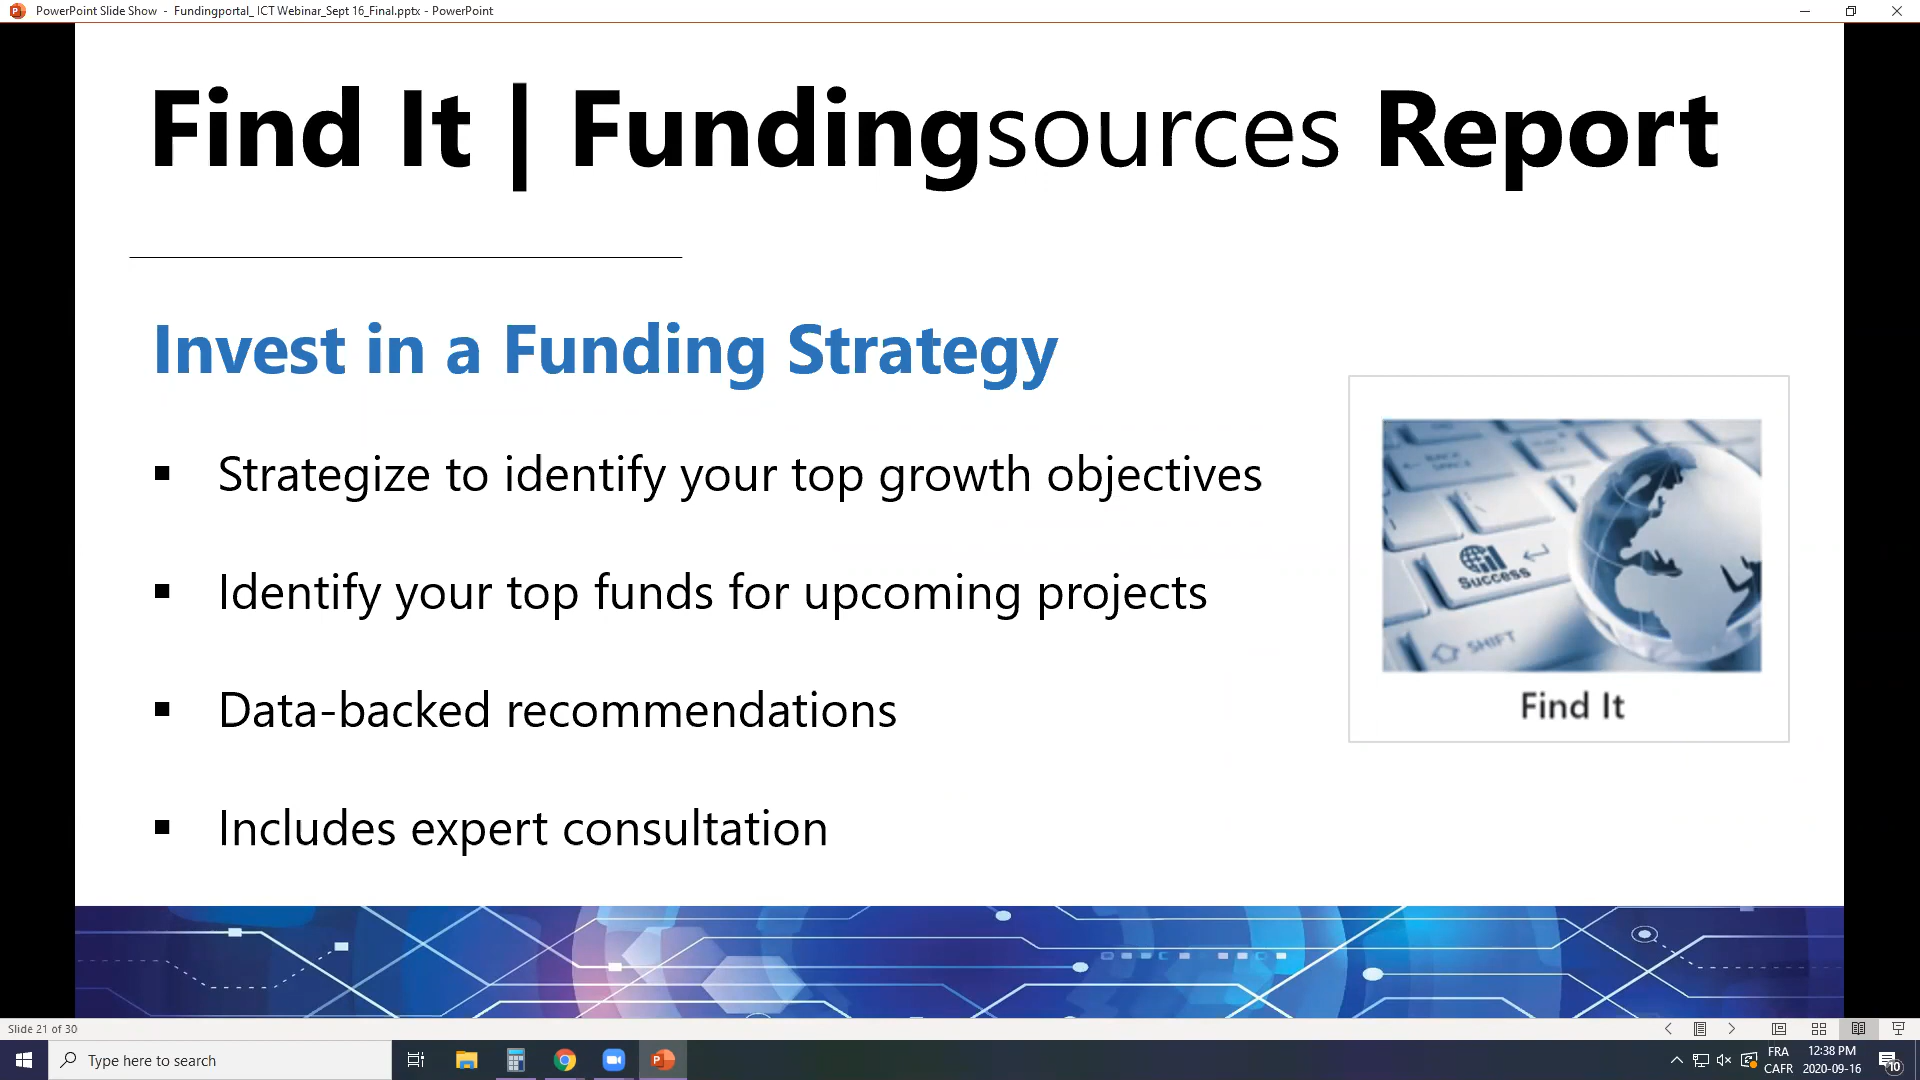 PowerPoint Slide Show - Fundingportal_ ICT Webinar_Sept 16_Final.pptx - PowerPoint
Find It | Fundingsources Report
Invest in a Funding Strategy
▪ Strategize to identify your top growth objectives
▪ Identify your top funds for upcoming projects
▪ Data-backed recommendations
▪ Includes expert consultation
BACK
SPACE
Success
SHIFT
Find It
Slide 21 of 30
Type here to search
FRA
CAFR
12:38 PM
2020-09-16
10